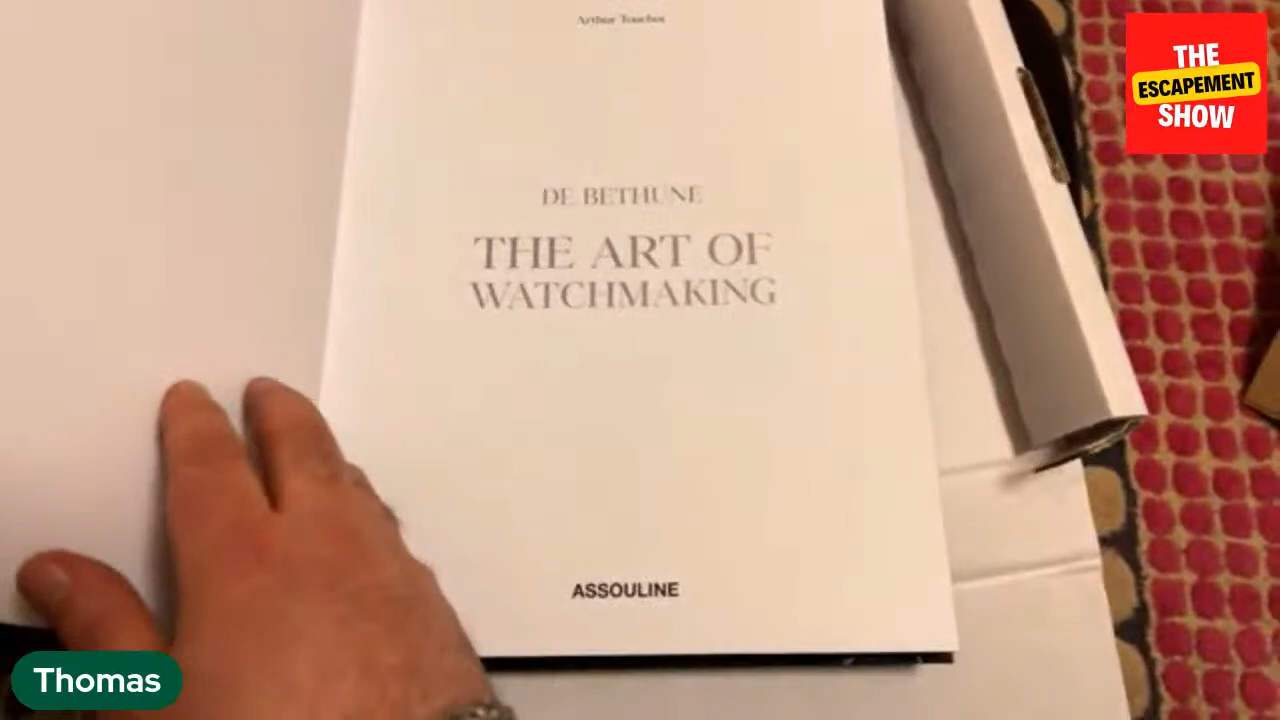 Arthur Touchot
DE BETHUNE
THE ART OF
WATCHMAKING
ASSOULINE
THE
ESCAPEMENT
SHOW
Thomas